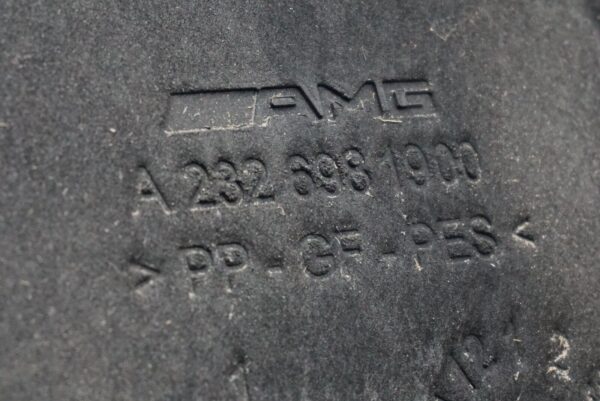 AMG
A 232 698 1900
> PP - GF - PES <